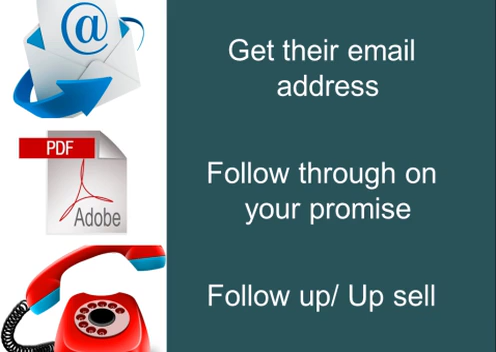 @
Get their email
address
PDF
Adobe
Follow through on
your promise
Follow up/ Up sell